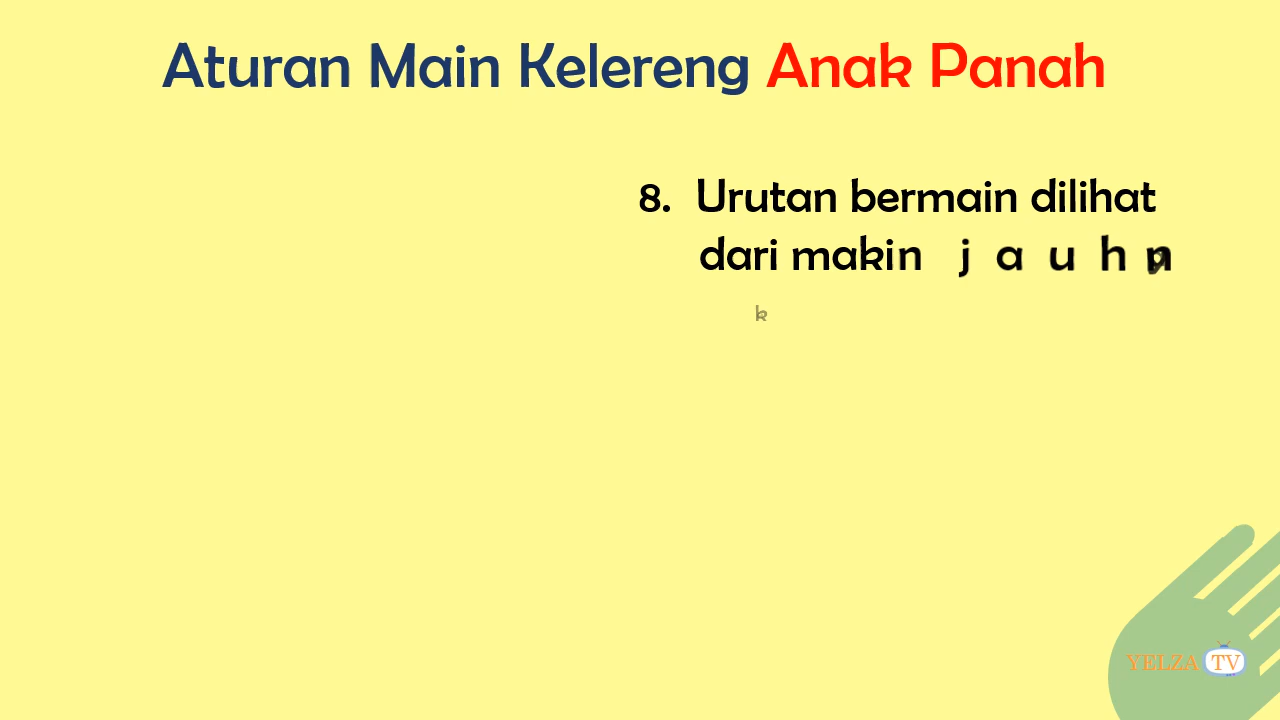 Aturan Main Kelereng Anak Panah
8. Urutan bermain dilihat
dari makin j a u h n
k
YELZA TV